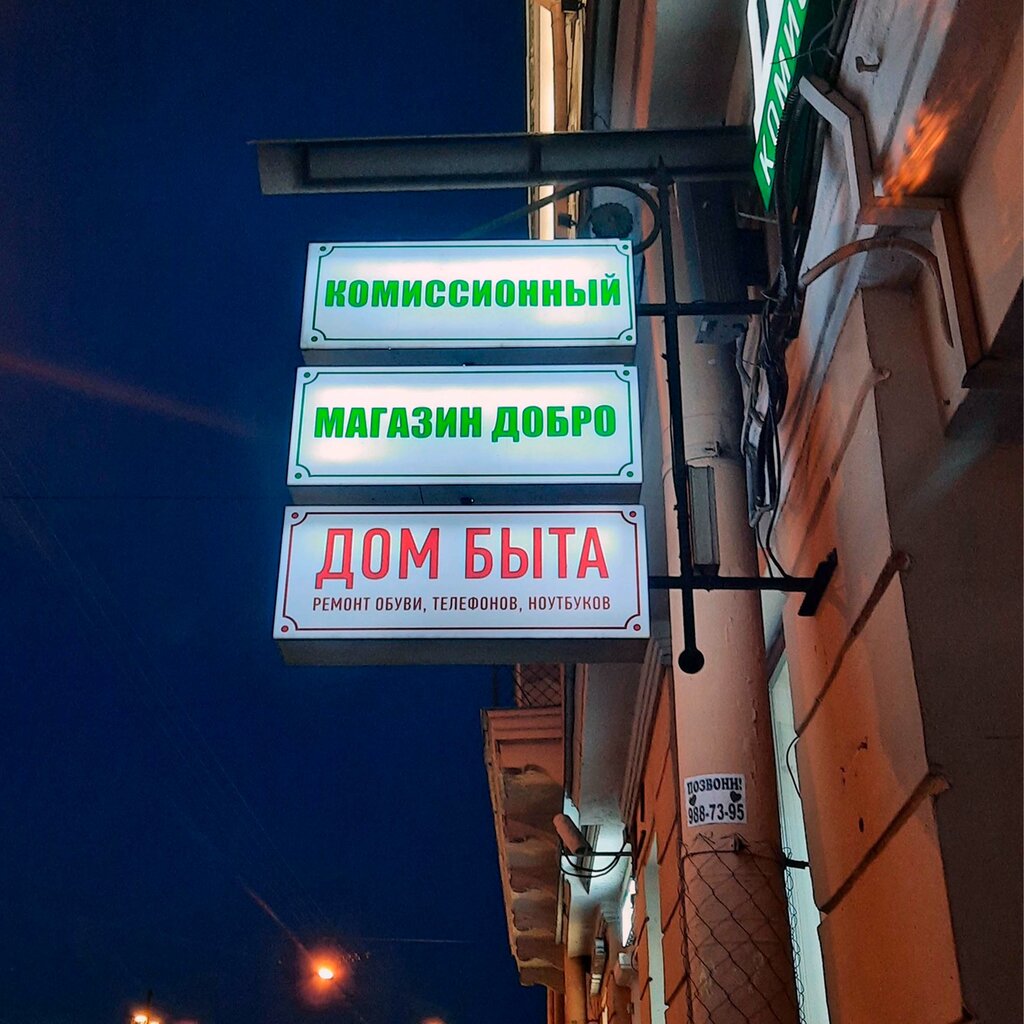 КОМИССИОННЫЙ
МАГАЗИН ДОБРО
ДОМ БЫТА
РЕМОНТ ОБУВИ, ТЕЛЕФОНОВ, НОУТБУКОВ
ПОЗВОНИ!
988-73-95